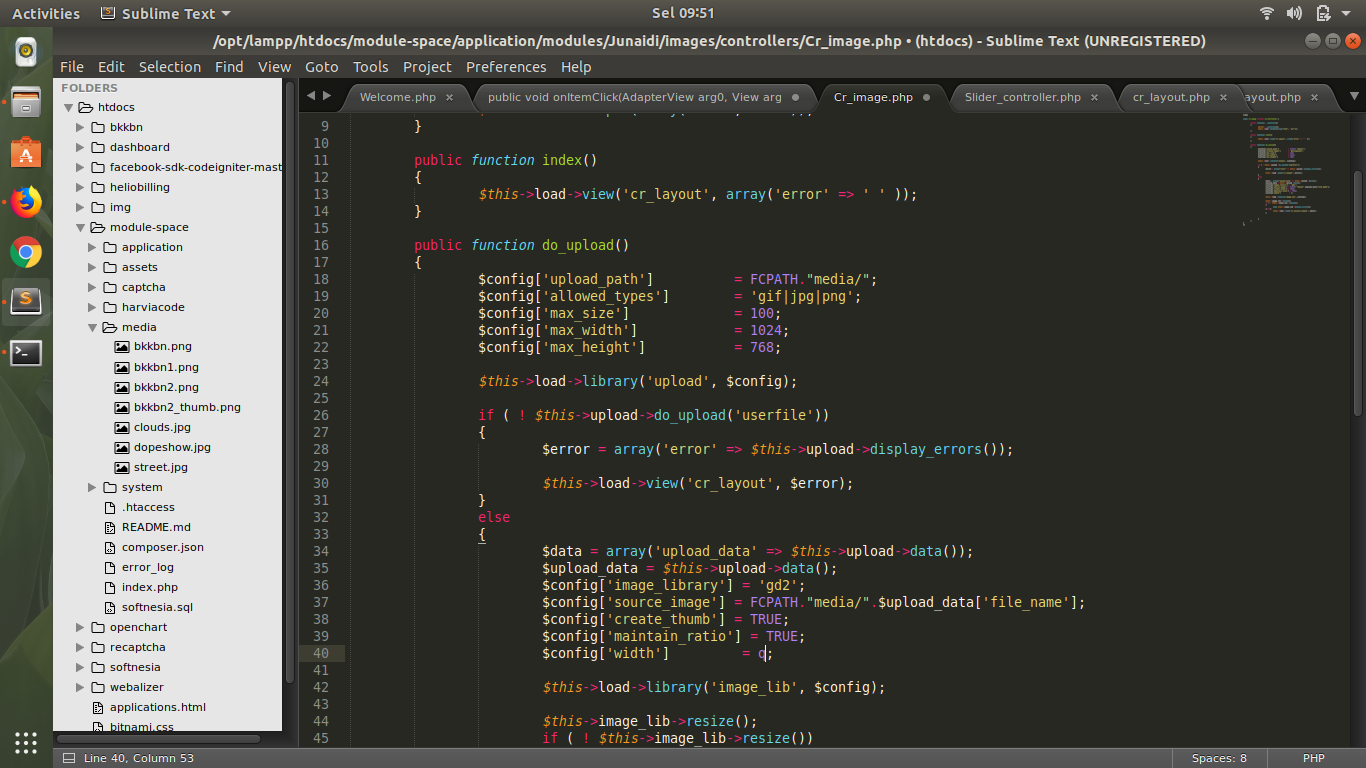 Activities Sublime Text Sel 09:51
/opt/lampp/htdocs/module-space/application/modules/Junaidi/images/controllers/Cr_image.php • (htdocs) - Sublime Text (UNREGISTERED)
File Edit Selection Find View Goto Tools Project Preferences Help
FOLDERS
htdocs
bkkbn
dashboard
facebook-sdk-codeigniter-mast
heliobilling
img
module-space
application
assets
captcha
harviacode
media
bkkbn.png
bkkbn1.png
bkkbn2.png
bkkbn2_thumb.png
clouds.jpg
dopeshow.jpg
street.jpg
system
.htaccess
README.md
composer.json
error_log
index.php
softnesia.sql
openchart
recaptcha
softnesia
webalizer
applications.html
bitnami.css
Welcome.php × public void onItemClick(AdapterView arg0, View arg • Cr_image.php • Slider_controller.php × cr_layout.php × ayout.php ×
9 }
10
11 public function index()
12 {
13 $this->load->view('cr_layout', array('error' => ' ' ));
14 }
15
16 public function do_upload()
17 {
18 $config['upload_path'] = FCPATH."media/";
19 $config['allowed_types'] = 'gif|jpg|png';
20 $config['max_size'] = 100;
21 $config['max_width'] = 1024;
22 $config['max_height'] = 768;
23
24 $this->load->library('upload', $config);
25
26 if ( ! $this->upload->do_upload('userfile'))
27 {
28 $error = array('error' => $this->upload->display_errors());
29
30 $this->load->view('cr_layout', $error);
31 }
32 else
33 {
34 $data = array('upload_data' => $this->upload->data());
35 $upload_data = $this->upload->data();
36 $config['image_library'] = 'gd2';
37 $config['source_image'] = FCPATH."media/".$upload_data['file_name'];
38 $config['create_thumb'] = TRUE;
39 $config['maintain_ratio'] = TRUE;
40 $config['width'] = ;
41
42 $this->load->library('image_lib', $config);
43
44 $this->image_lib->resize();
45 if ( ! $this->image_lib->resize())
Line 40, Column 53 Spaces: 8 PHP